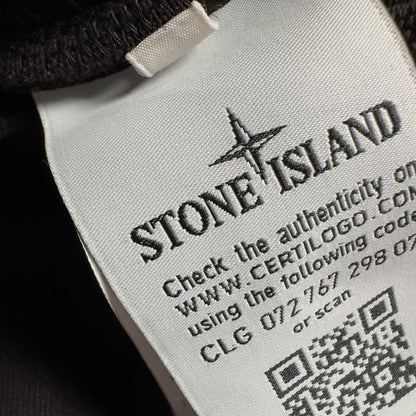 STONE ISLAND
Check the authenticity on
WWW.CERTILOGO.COM
using the following code
CLG 072 767 298 07
or scan